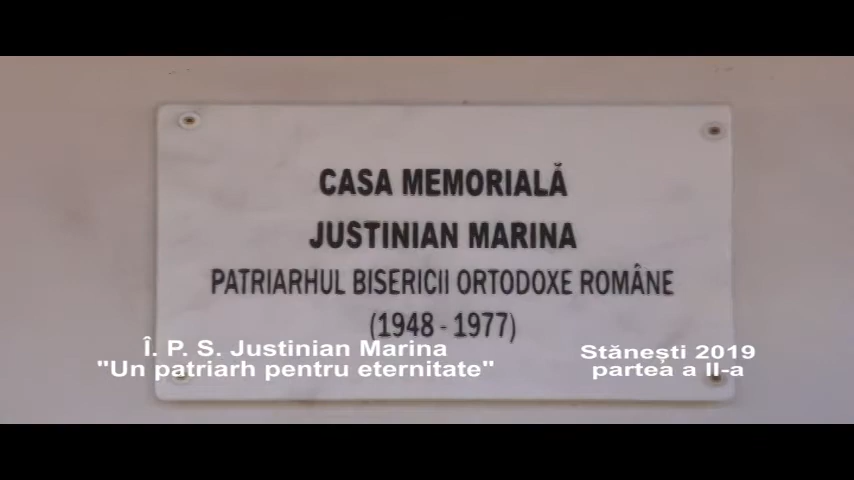 CASA MEMORIALĂ
JUSTINIAN MARINA
PATRIARHUL BISERICII ORTODOXE ROMÂNE
(1948 - 1977)
Î. P. S. Justinian Marina
"Un patriarh pentru eternitate"
Stănești 2019
partea a II-a